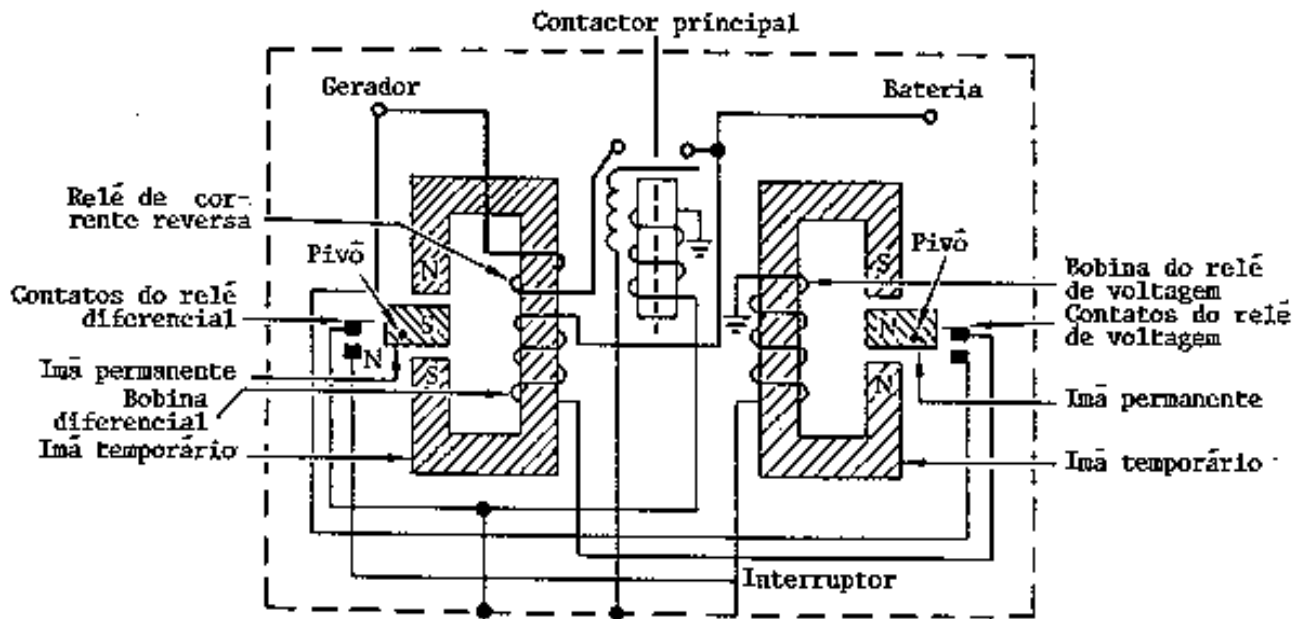 Contactor príncipal
Gerador
Bateria
Relé de cor-
rente reversa
Pivô
Contatos do relé
diferencial
Imã permanente
Bobina
diferencial
Imã temporário
N
S
N
S
S
N
N
Pivô
Bobina do relé
de voltagem
Contatos do relé
de voltagem
Imã permanente
Imã temporário
Interruptor